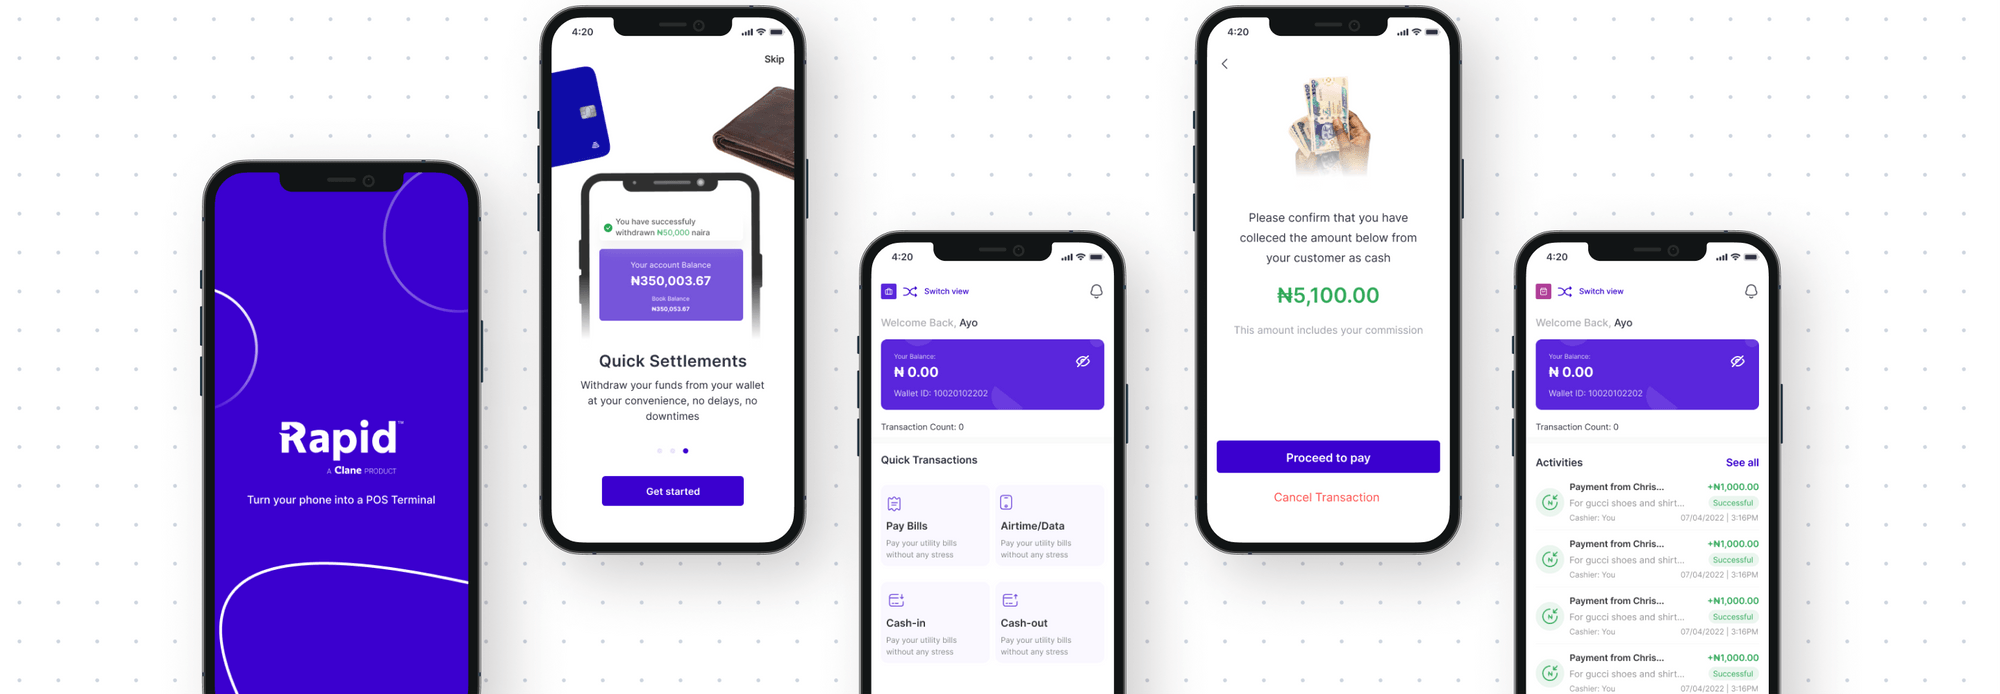 Rapid™
A Clane PRODUCT
Turn your phone into a POS Terminal
4:20
Skip
You have successfuly
withdrawn ₦50,000 naira
Your account Balance
₦350,003.67
Book Balance
₦350,053.67
Quick Settlements
Withdraw your funds from your wallet
at your convenience, no delays, no
downtimes
Get started
4:20
Switch view
Welcome Back, Ayo
Your Balance:
₦ 0.00
Wallet ID: 10020102202
Transaction Count: 0
Quick Transactions
Pay Bills
Pay your utility bills
without any stress
Airtime/Data
Pay your utility bills
without any stress
Cash-in
Pay your utility bills
without any stress
Cash-out
Pay your utility bills
without any stress
4:20
Please confirm that you have
colleced the amount below from
your customer as cash
₦5,100.00
This amount includes your commission
Proceed to pay
Cancel Transaction
4:20
Switch view
Welcome Back, Ayo
Your Balance:
₦ 0.00
Wallet ID: 10020102202
Transaction Count: 0
Activities See all
Payment from Chris... +₦1,000.00
For gucci shoes and shirt... Successful
Cashier: You 07/04/2022 | 3:16PM
Payment from Chris... +₦1,000.00
For gucci shoes and shirt... Successful
Cashier: You 07/04/2022 | 3:16PM
Payment from Chris... +₦1,000.00
For gucci shoes and shirt... Successful
Cashier: You 07/04/2022 | 3:16PM
Payment from Chris... +₦1,000.00
For gucci shoes and shirt... Successful
Cashier: You 07/04/2022 | 3:16PM